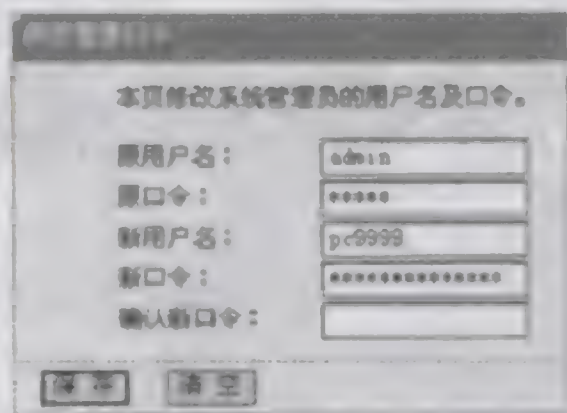 本页修改系统管理员的用户名及口令。
原用户名: admin
原口令: *****
新用户名: pc9999
新口令: ***************
确认新口令:
保 存 清 空